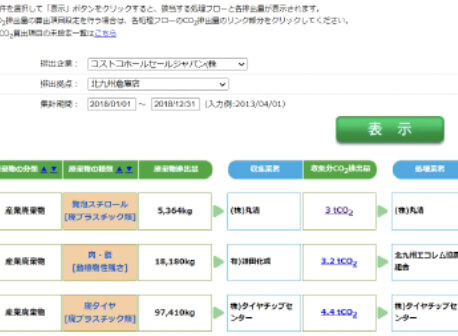 件を選択して「表示」ボタンをクリックすると、該当する処理フローと各排出量が表示されます。
排出量の算出項目設定を行う場合は、各処理フローのCO2排出量のリンク部分をクリックしてください。
CO2算出項目の未設定一覧はこちら
排出企業： コストコホールセールジャパン(株
排出拠点： 北九州倉庫店
集計期間： 2018/01/01 ～ 2018/12/31 (入力例:2013/04/01)
表 示
廃棄物の分類 ▲▼ 廃棄物の種類 ▲▼ 廃棄物排出量 収集業者 収集分CO2排出量 処理業者
産業廃棄物 発泡スチロール 5,364kg (株)丸清 3 tCO2 (株)丸清
[廃プラスチック類]
産業廃棄物 肉・脂 18,180kg 3.2 tCO2 北九州エコレム協同
[動植物性残さ] 組合
産業廃棄物 廃タイヤ 97,410kg 株)タイヤチップセ 4.4 tCO2 株)タイヤチップセ
[廃プラスチック類] ンター ンター